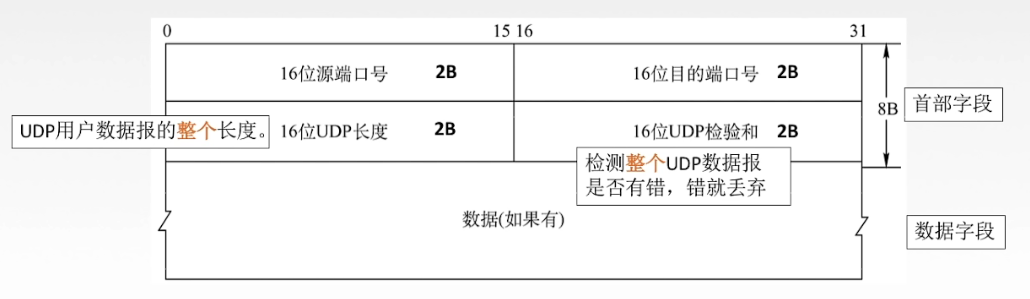 0 15 16 31
16位源端口号 2B 16位目的端口号 2B
8B 首部字段
UDP用户数据报的整个长度。 16位UDP长度 2B 16位UDP检验和 2B
检测整个UDP数据报
是否有错，错就丢弃
数据(如果有) 数据字段